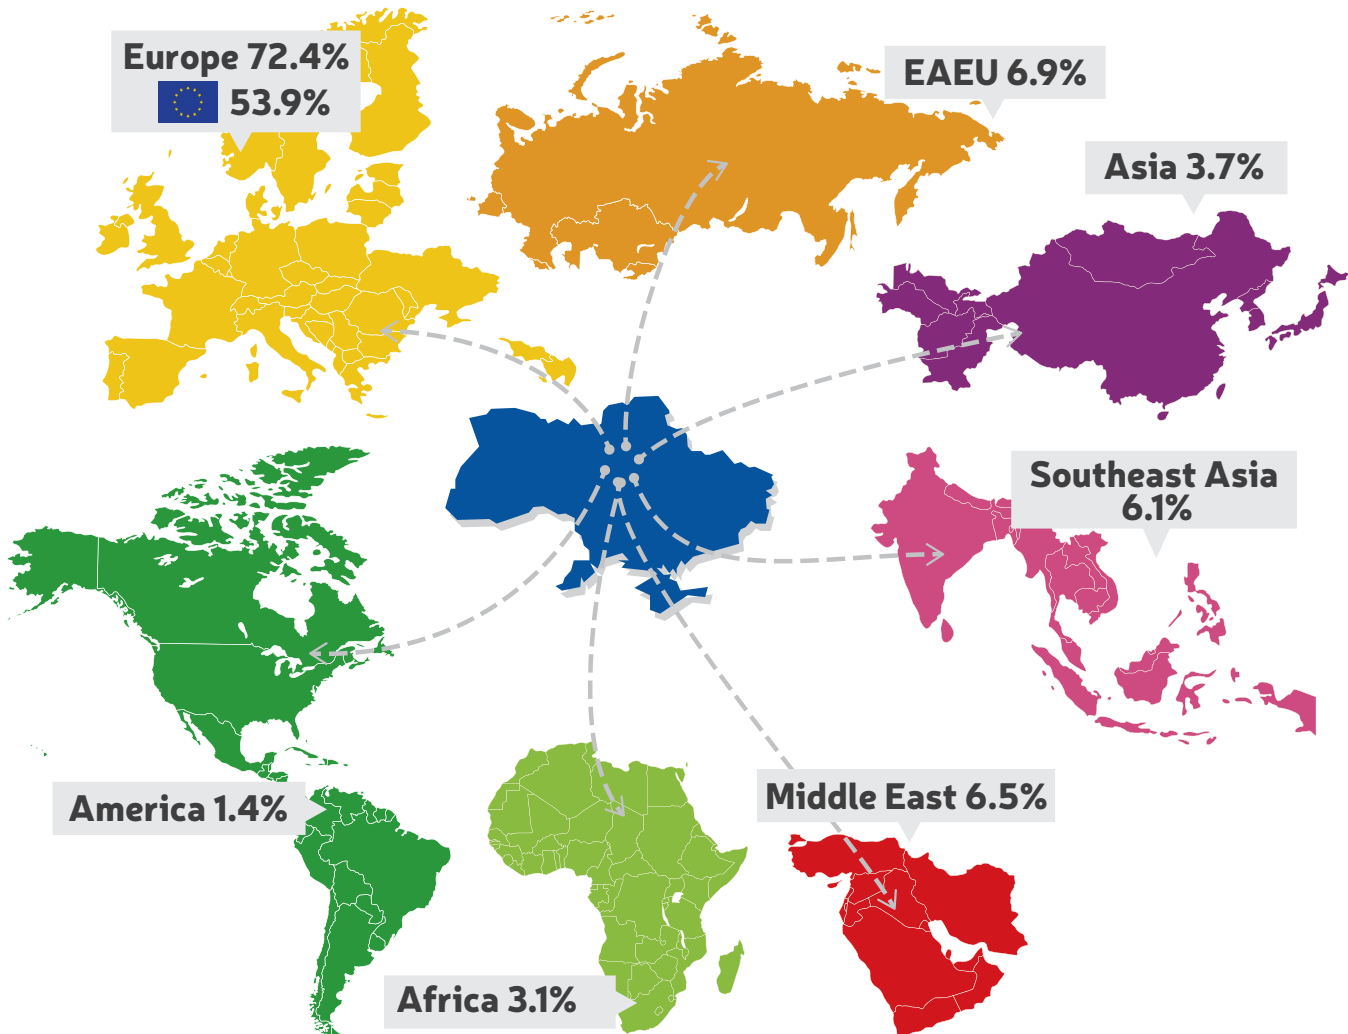 Europe 72.4%
53.9%
EAEU 6.9%
Asia 3.7%
Southeast Asia
6.1%
America 1.4%
Middle East 6.5%
Africa 3.1%